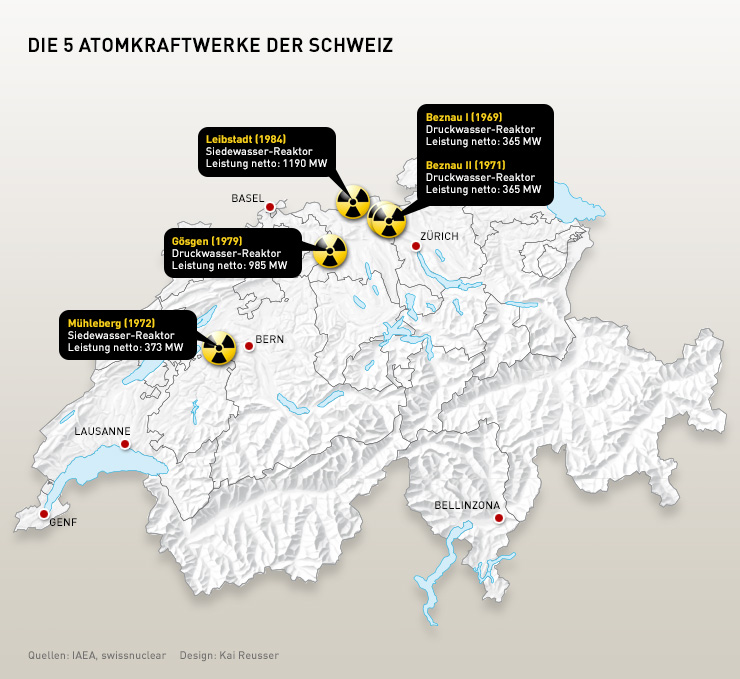 DIE 5 ATOMKRAFTWERKE DER SCHWEIZ
Beznau I (1969)
Druckwasser-Reaktor
Leistung netto: 365 MW
Beznau II (1971)
Druckwasser-Reaktor
Leistung netto: 365 MW
Leibstadt (1984)
Siedewasser-Reaktor
Leistung netto: 1190 MW
BASEL
ZÜRICH
Gösgen (1979)
Druckwasser-Reaktor
Leistung netto: 985 MW
Mühleberg (1972)
Siedewasser-Reaktor
Leistung netto: 373 MW
BERN
LAUSANNE
BELLINZONA
GENF
Quellen: IAEA, swissnuclear Design: Kai Reusser